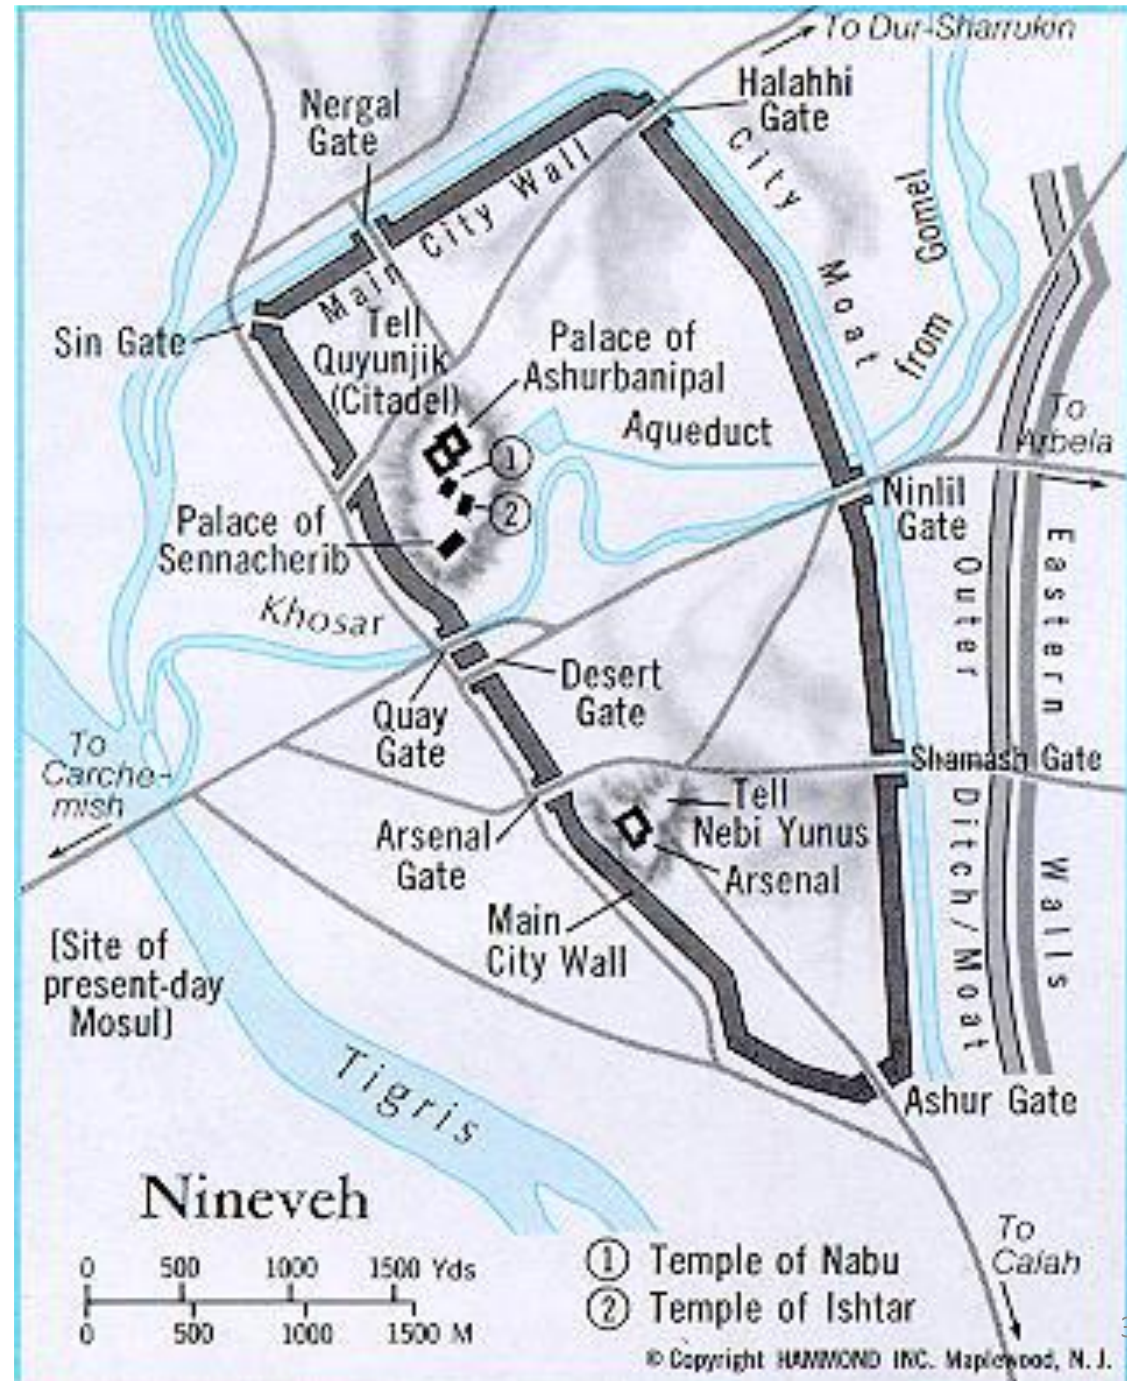 To Dur-Sharrukin
Halahhi
Gate
Nergal
Gate
Main City Wall
City Moat
from Gomel
Sin Gate
Tell
Quyunjik
(Citadel)
Palace of
Ashurbanipal
Aqueduct
To
Arbela
1
2
Ninlil
Gate
Palace of
Sennacherib
Khosar
Outer Ditch/Moat
Eastern Walls
Desert
Gate
Quay
Gate
To
Carche-
mish
Shamash Gate
Tell
Nebi Yunus
Arsenal
Arsenal
Gate
Main
City Wall
[Site of
present-day
Mosul]
Tigris
Ashur Gate
Nineveh
To
Calah
0 500 1000 1500 Yds
0 500 1000 1500 M
1 Temple of Nabu
2 Temple of Ishtar
© Copyright HAMMOND INC. Maplewood, N. J.